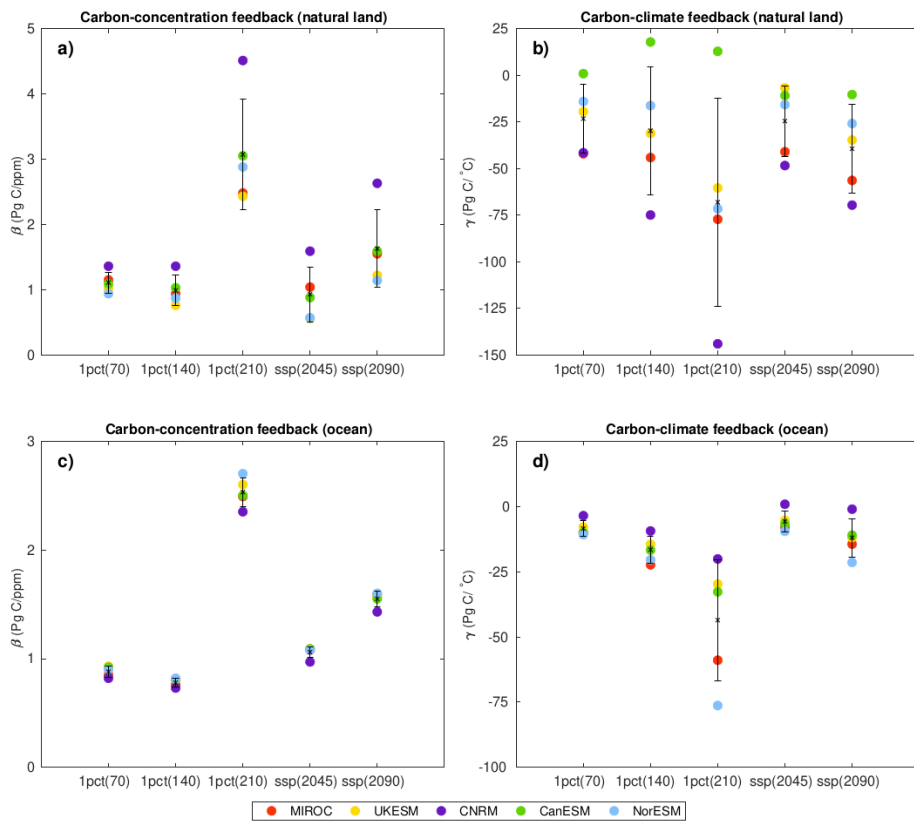 Carbon-concentration feedback (natural land)
a)
5
4
3
2
1
0
β (Pg C/ppm)
1pct(70) 1pct(140) 1pct(210) ssp(2045) ssp(2090)
Carbon-climate feedback (natural land)
b)
25
0
-25
-50
-75
-100
-125
-150
γ (Pg C/ °C)
1pct(70) 1pct(140) 1pct(210) ssp(2045) ssp(2090)
Carbon-concentration feedback (ocean)
c)
3
2
1
0
β (Pg C/ppm)
1pct(70) 1pct(140) 1pct(210) ssp(2045) ssp(2090)
Carbon-climate feedback (ocean)
d)
25
0
-25
-50
-75
-100
γ (Pg C/ °C)
1pct(70) 1pct(140) 1pct(210) ssp(2045) ssp(2090)
MIROC UKESM CNRM CanESM NorESM